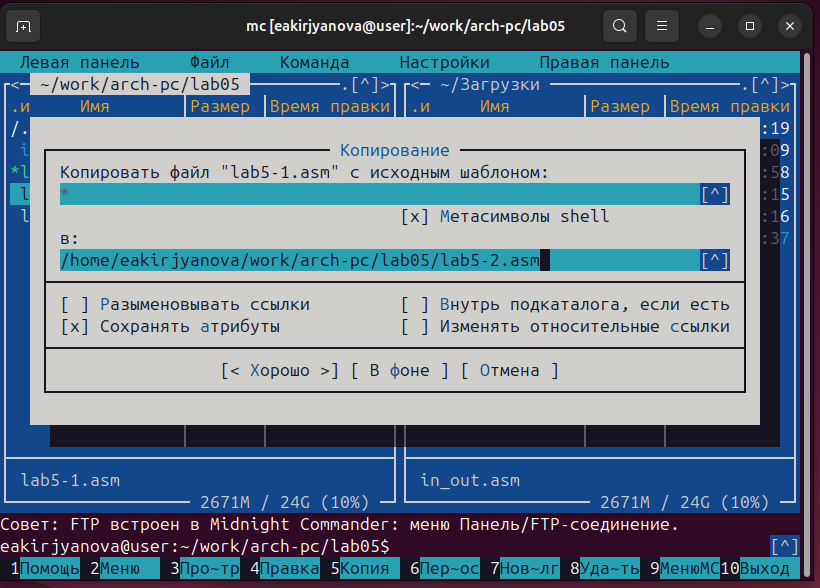 mc [eakirjyanova@user]:~/work/arch-pc/lab05
Левая панель Файл Команда Настройки Правая панель
<— ~/work/arch-pc/lab05 .[^]> <— ~/Загрузки .[^]>
.и Имя Размер Время правки .и Имя Размер Время правки
/. :19
i :09
*l :58
l :15
l :16
:37
Копирование
Копировать файл "lab5-1.asm" с исходным шаблоном:
* [^]
[x] Метасимволы shell
в:
/home/eakirjyanova/work/arch-pc/lab05/lab5-2.asm [^]
[ ] Разыменовывать ссылки [ ] Внутрь подкаталога, если есть
[x] Сохранять атрибуты [ ] Изменять относительные ссылки
[< Хорошо >] [ В фоне ] [ Отмена ]
lab5-1.asm in_out.asm
2671M / 24G (10%) 2671M / 24G (10%)
Совет: FTP встроен в Midnight Commander: меню Панель/FTP-соединение.
eakirjyanova@user:~/work/arch-pc/lab05$ [^]
1Помощь 2Меню 3Про~тр 4Правка 5Копия 6Пер~ос 7Нов~лг 8Уда~ть 9МенюMC 10Выход